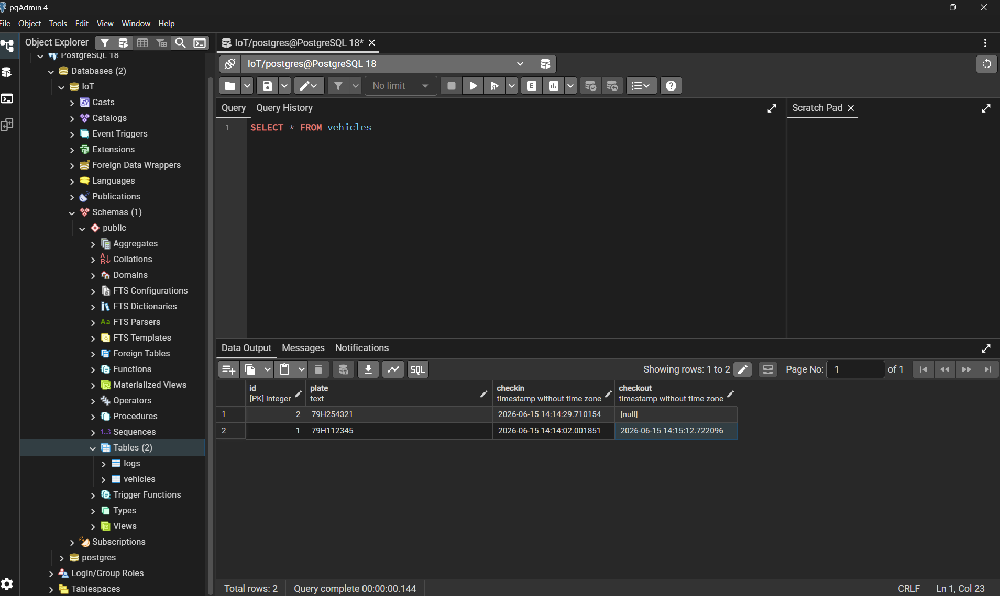 pgAdmin 4
File Object Tools Edit View Window Help
Object Explorer
PostgreSQL 18
Databases (2)
IoT
Casts
Catalogs
Event Triggers
Extensions
Foreign Data Wrappers
Languages
Publications
Schemas (1)
public
Aggregates
Collations
Domains
FTS Configurations
FTS Dictionaries
Aa FTS Parsers
FTS Templates
Foreign Tables
Functions
Materialized Views
Operators
Procedures
1..3 Sequences
Tables (2)
logs
vehicles
Trigger Functions
Types
Views
Subscriptions
postgres
Login/Group Roles
Tablespaces
IoT/postgres@PostgreSQL 18*
IoT/postgres@PostgreSQL 18
No limit
E
Query Query History
Scratch Pad
1 SELECT * FROM vehicles
Data Output Messages Notifications
SQL
Showing rows: 1 to 2
Page No: 1 of 1
id plate checkin checkout
[PK] integer text timestamp without time zone timestamp without time zone
1 2 79H254321 2026-06-15 14:14:29.710154 [null]
2 1 79H112345 2026-06-15 14:14:02.001851 2026-06-15 14:15:12.722096
Total rows: 2 Query complete 00:00:00.144 CRLF Ln 1, Col 23